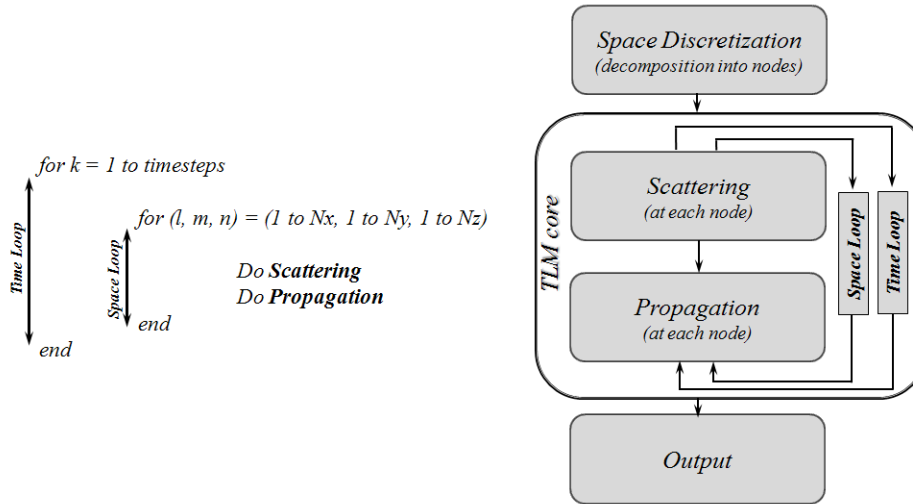 for k = 1 to timesteps
Time Loop
for (l, m, n) = (1 to Nx, 1 to Ny, 1 to Nz)
Space Loop
Do Scattering
Do Propagation
end
end
Space Discretization
(decomposition into nodes)
TLM core
Scattering
(at each node)
Space Loop
Time Loop
Propagation
(at each node)
Output